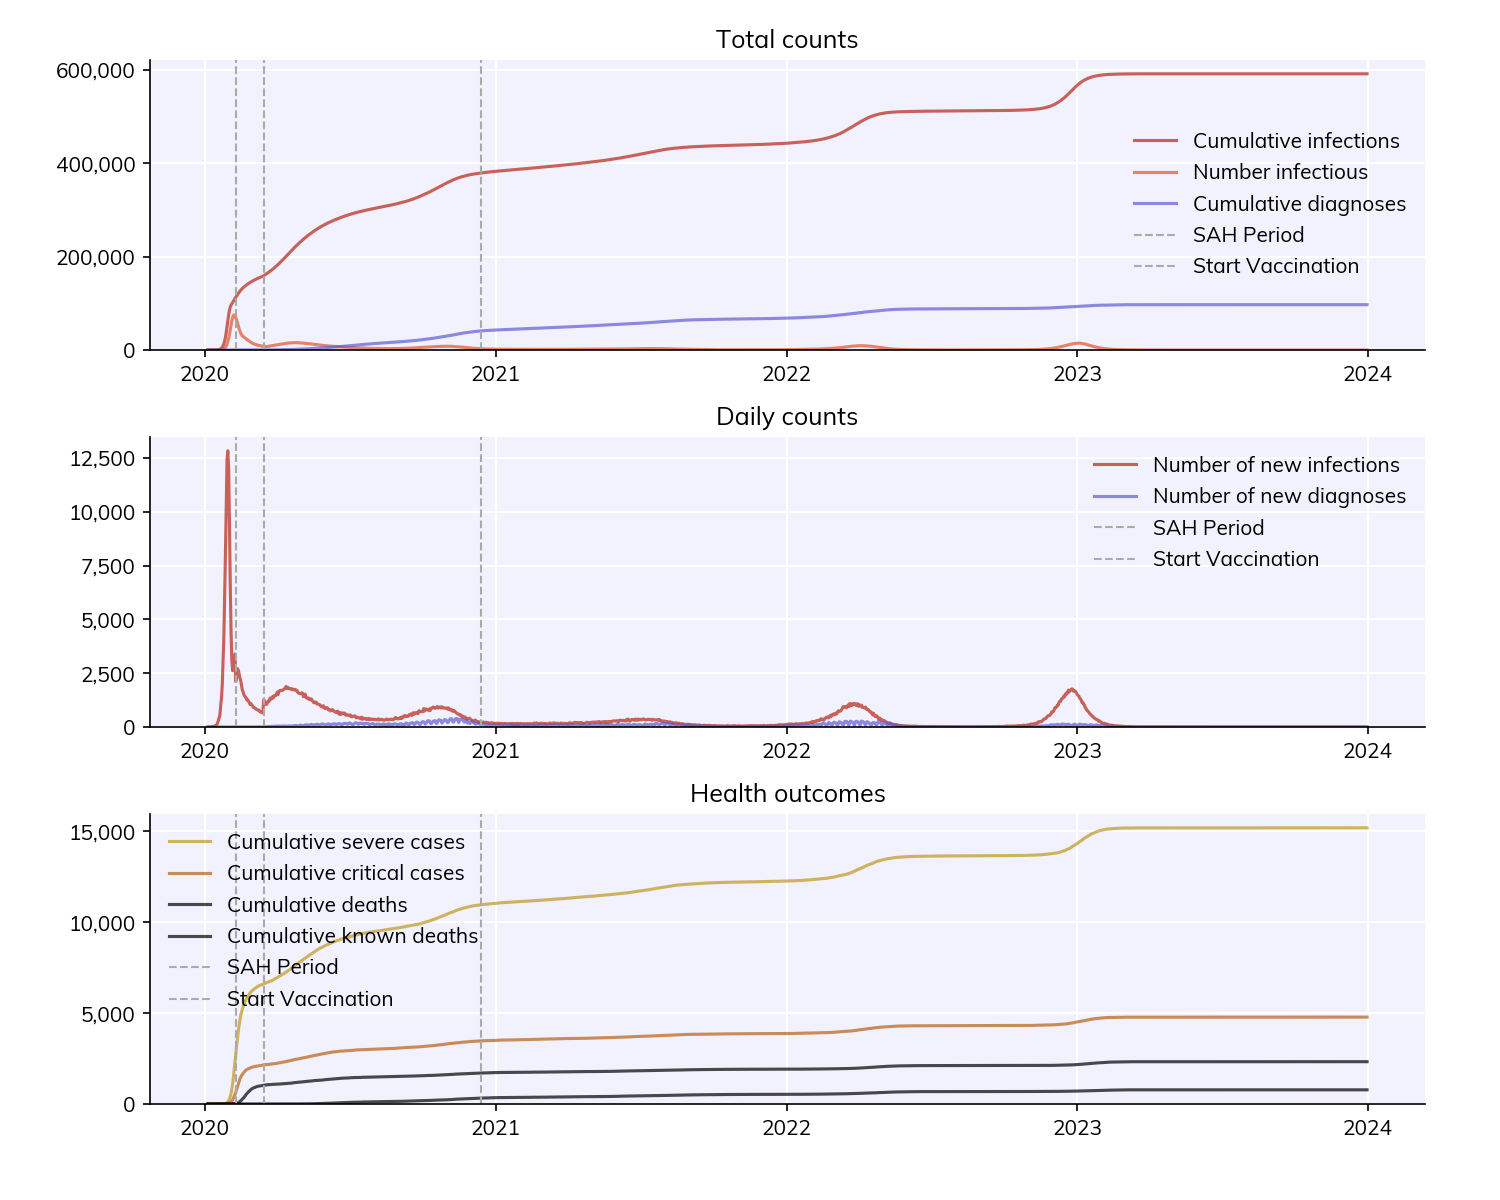 Total counts
600,000
400,000
200,000
0
Cumulative infections
Number infectious
Cumulative diagnoses
SAH Period
Start Vaccination
2020 2021 2022 2023 2024
Daily counts
12,500
10,000
7,500
5,000
2,500
0
Number of new infections
Number of new diagnoses
SAH Period
Start Vaccination
2020 2021 2022 2023 2024
Health outcomes
15,000
10,000
5,000
0
Cumulative severe cases
Cumulative critical cases
Cumulative deaths
Cumulative known deaths
SAH Period
Start Vaccination
2020 2021 2022 2023 2024